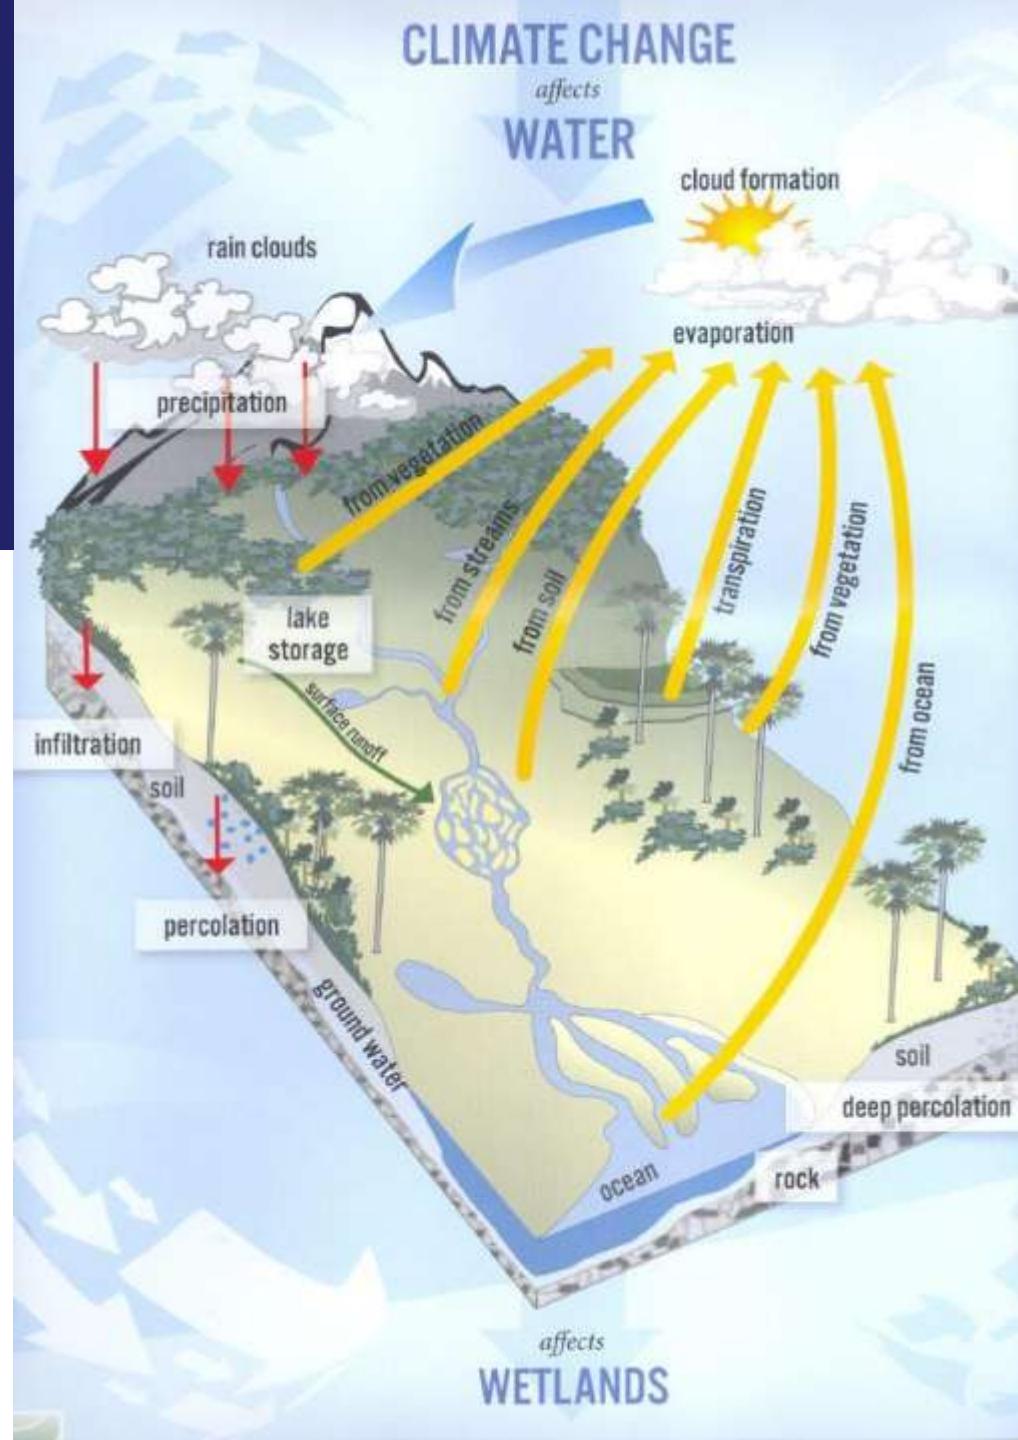 CLIMATE CHANGE
affects
WATER
cloud formation
rain clouds
evaporation
precipitation
from vegetation
from streams
from soil
transpiration
from vegetation
from ocean
lake
storage
surface runoff
infiltration
soil
percolation
ground water
soil
deep percolation
rock
ocean
affects
WETLANDS